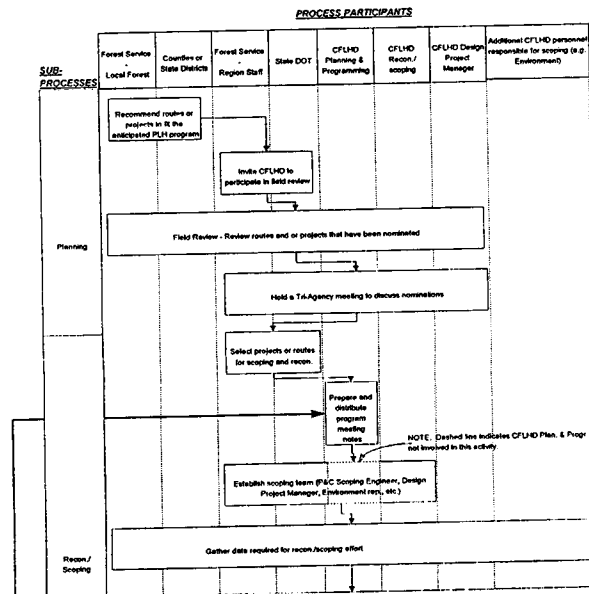 PROCESS PARTICIPANTS
SUB-
PROCESSES
Forest Service
-
Local Forest
Counties or
State Districts
Forest Service
-
Region Staff
State DOT
CFLHD
Planning &
Programming
CFLHD
Recon./
scoping
CFLHD Design
Project
Manager
Additional CFLHD personnel
responsible for scoping (e.g.
Environment)
Planning
Recommend routes or
projects in fit the
anticipated PLH program
Invite CFLHD to
participate in field review
Field Review - Review routes and or projects that have been nominated
Hold a Tri-Agency meeting to discuss nominations
Select projects or routes
for scoping and recon.
Prepare and
distribute
program
meeting
notes
NOTE. Dashed line indicates CFLHD Plan. & Progr
not involved in this activity.
Establish scoping team (P&C Scoping Engineer, Design
Project Manager, Environment rep., etc.)
Recon./
Scoping
Gather data required for recon./scoping effort